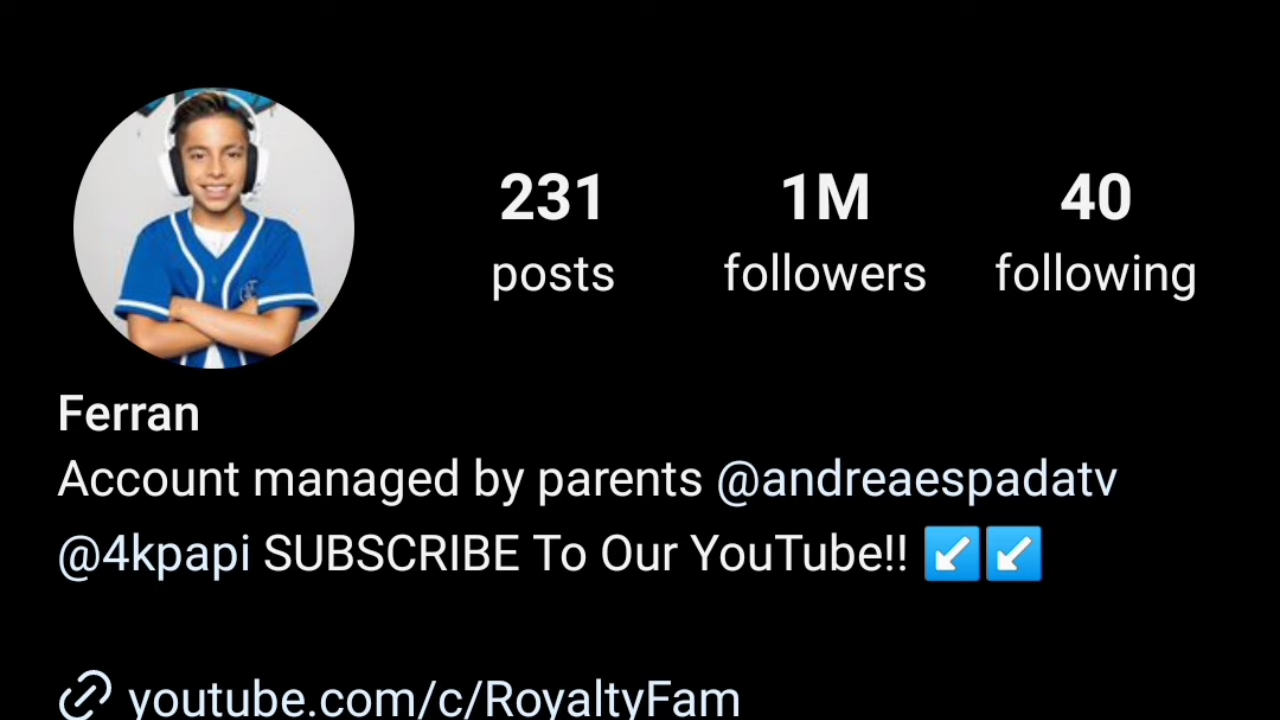 231 1M 40
posts followers following
Ferran
Account managed by parents @andreaespadatv
@4kpapi SUBSCRIBE To Our YouTube!! ↙️↙️
youtube.com/c/RoyaltyFam